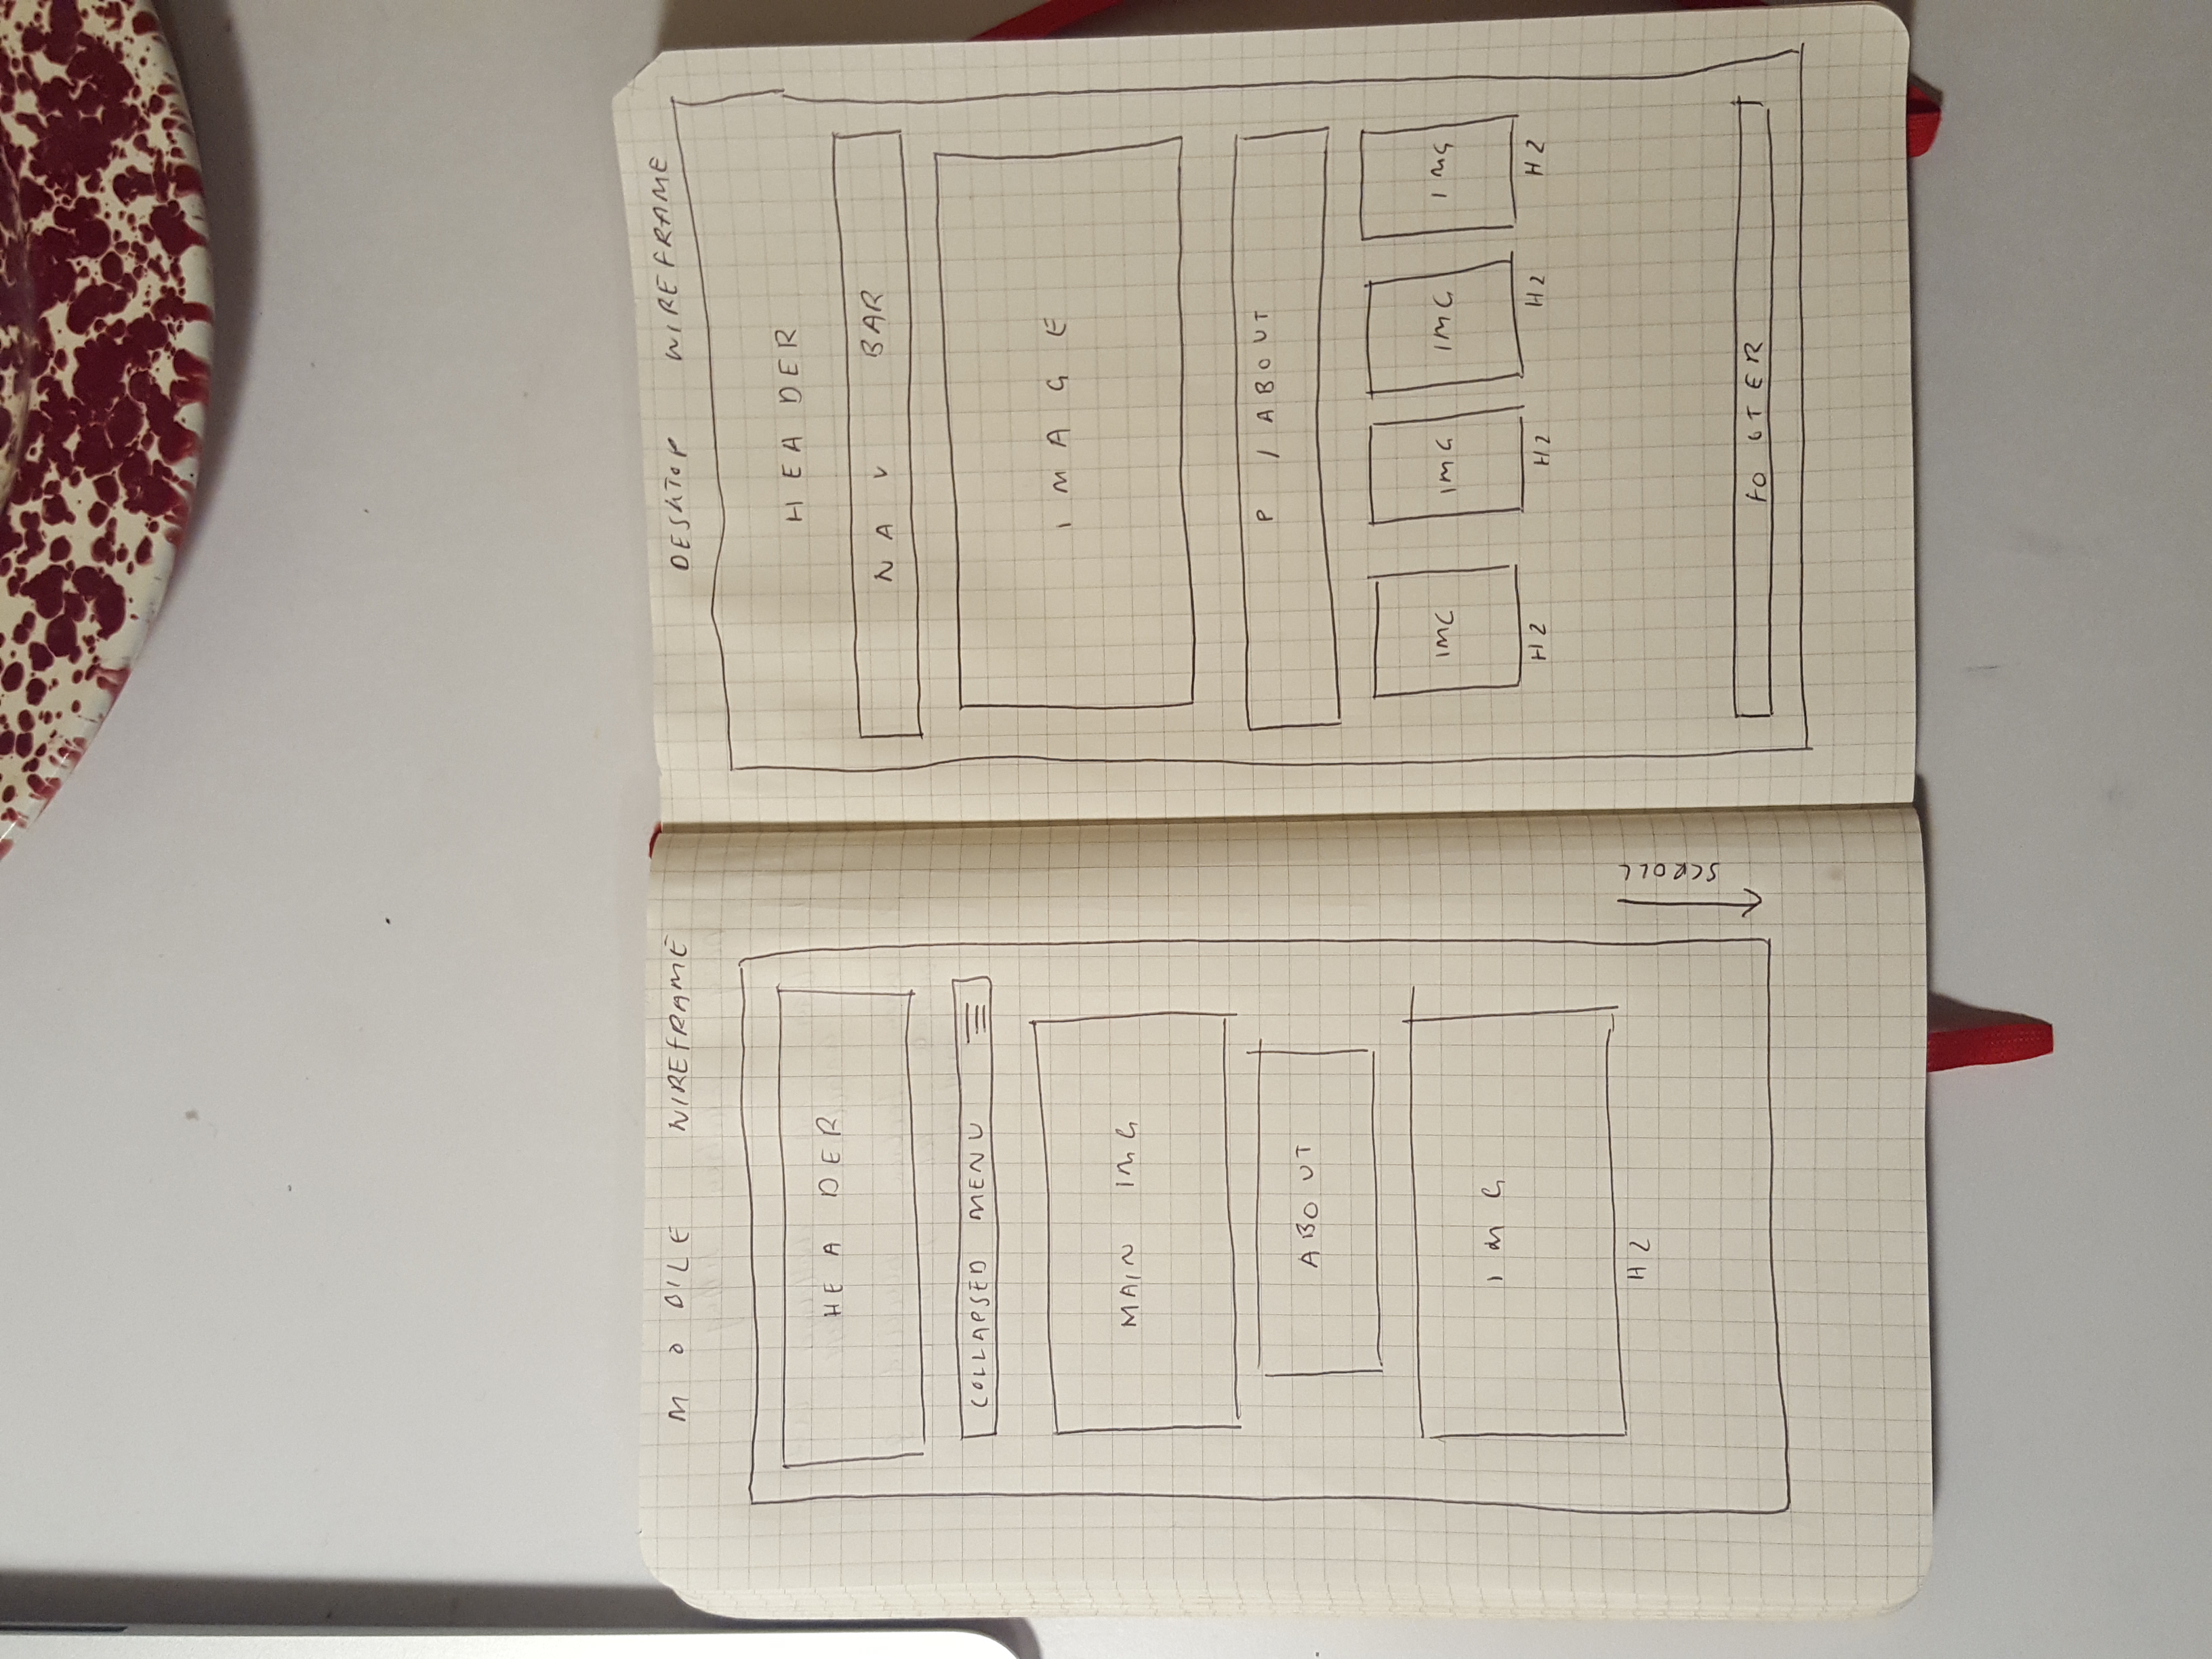 MOBILE WIREFRAME
HEADER
COLLAPSED MENU
MAIN IMG
ABOUT
IMG
H2
SCROLL
DESKTOP WIREFRAME
HEADER
NAV BAR
IMAGE
P / ABOUT
IMG IMG IMG IMG
H2 H2 H2 H2
FOOTER